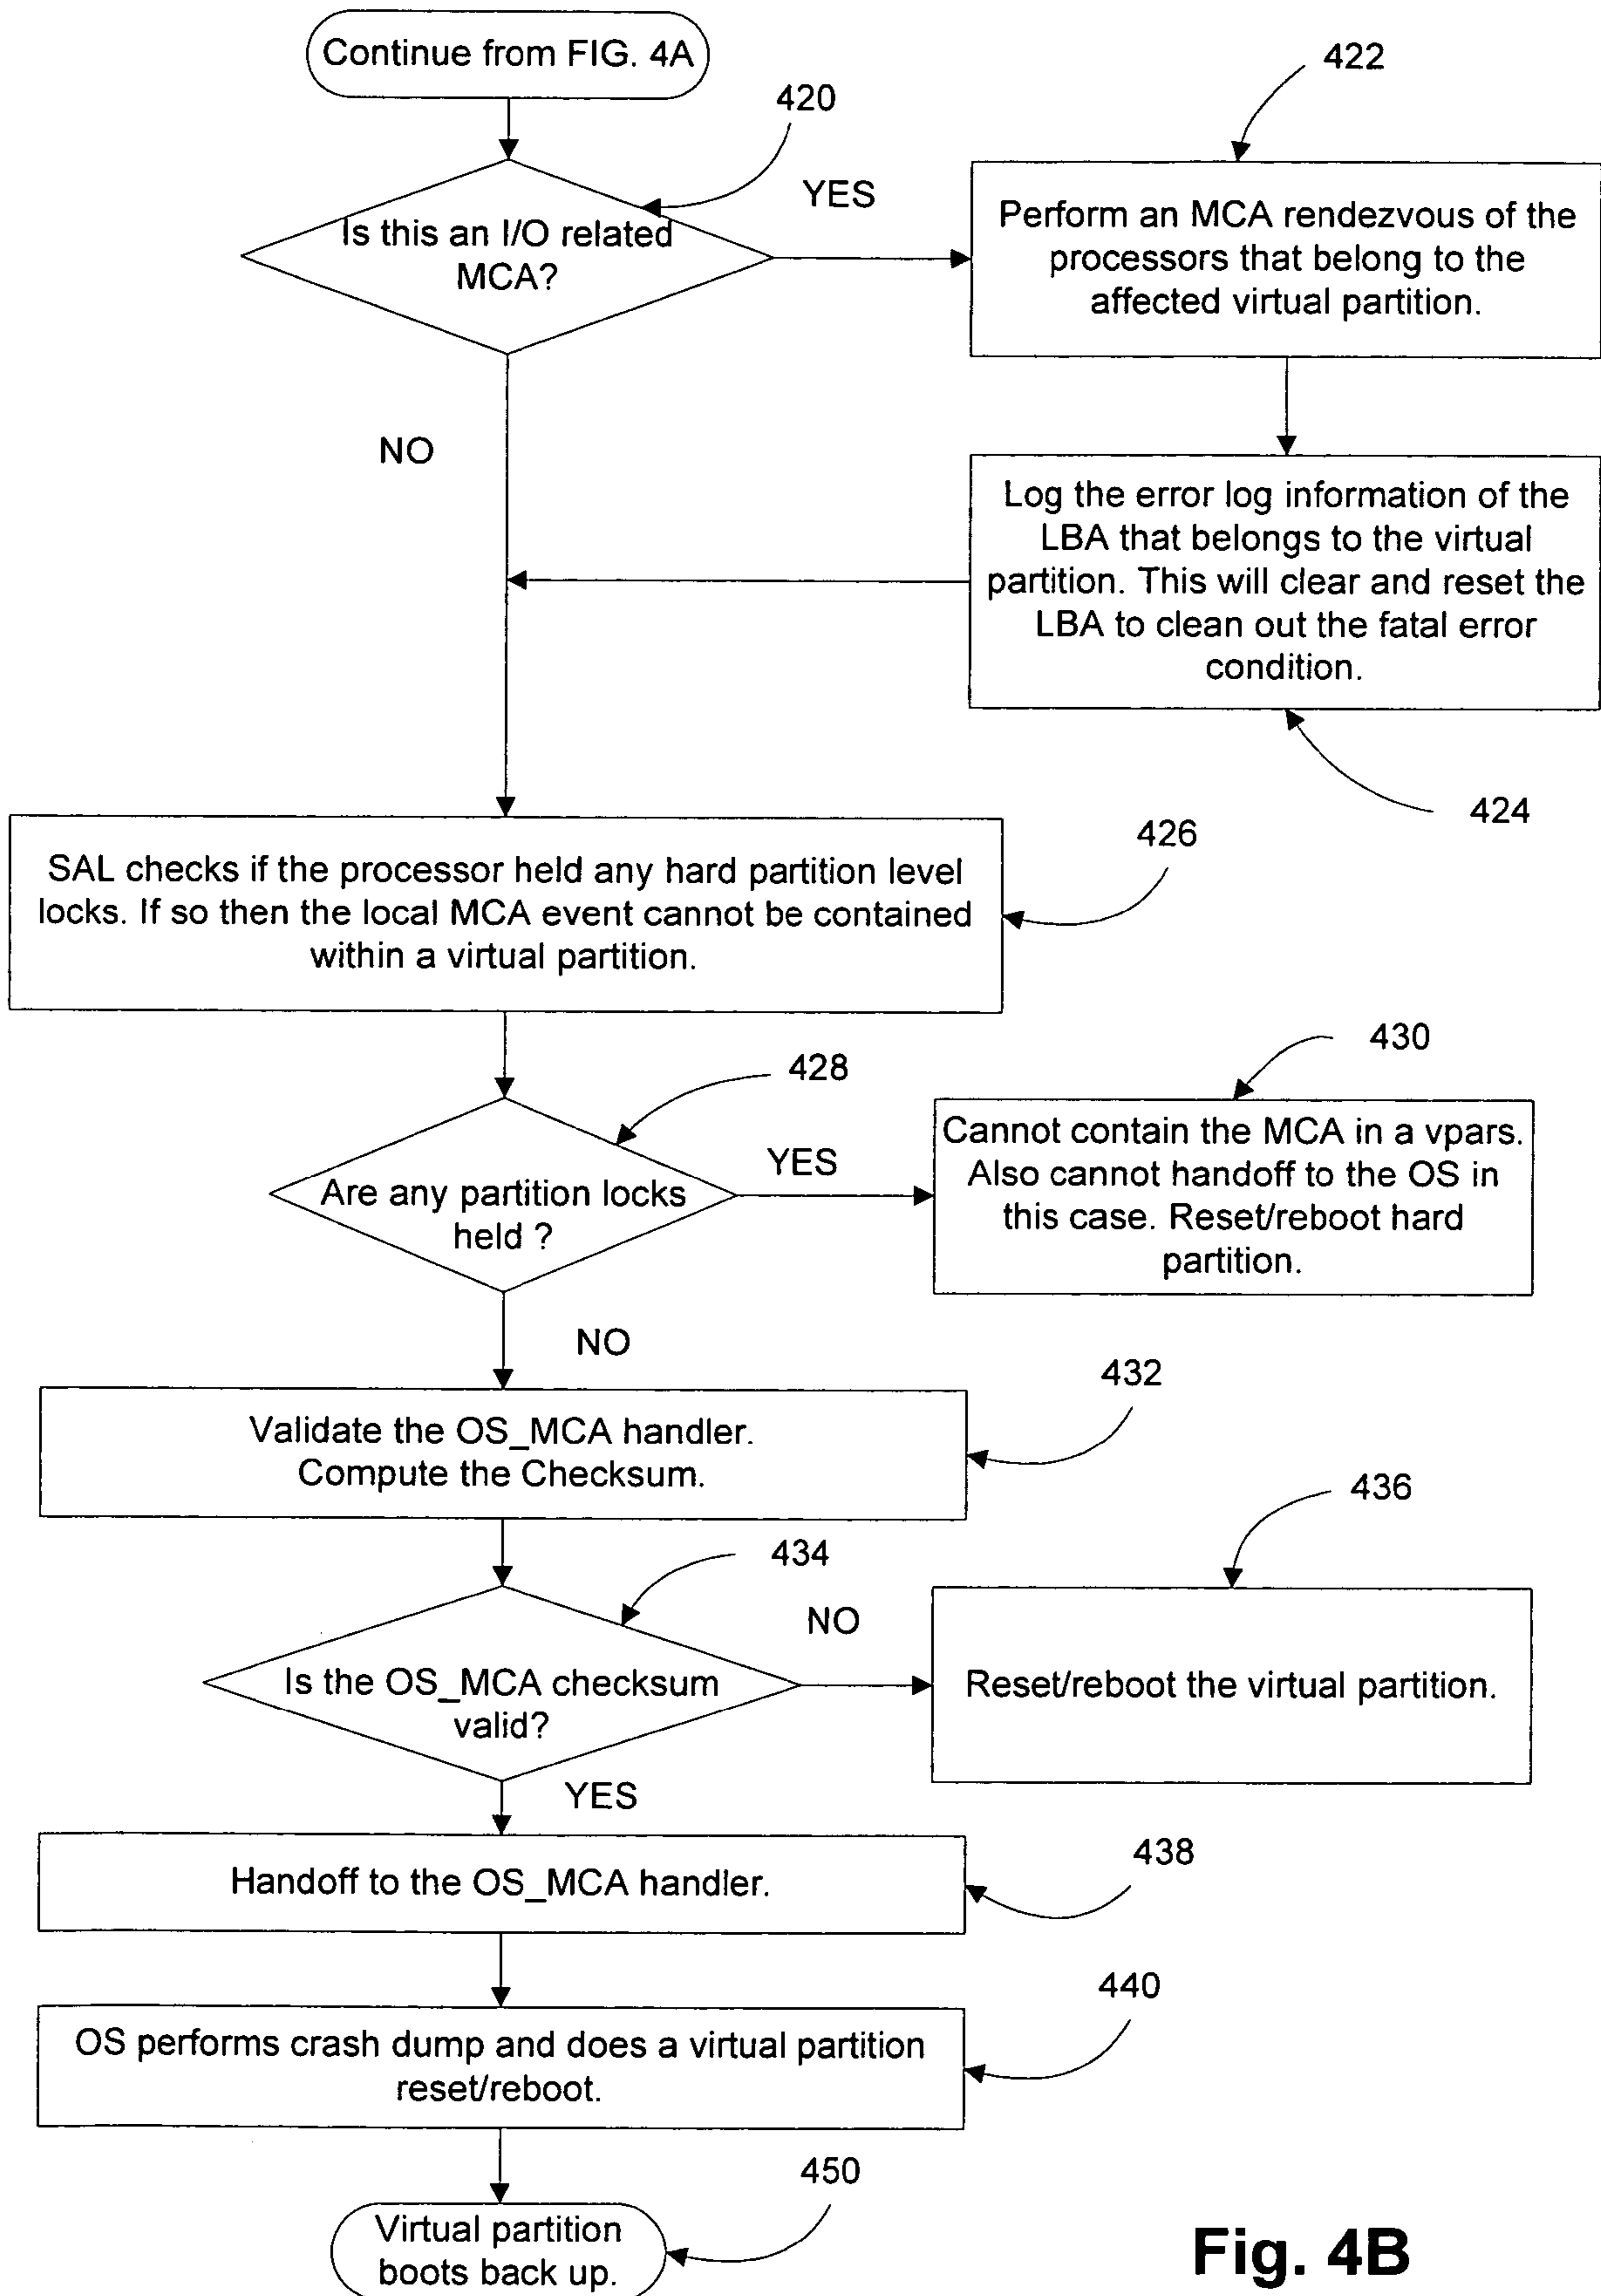 Continue from FIG. 4A
420
422
Is this an I/O related
MCA?
YES
Perform an MCA rendezvous of the
processors that belong to the
affected virtual partition.
NO
Log the error log information of the
LBA that belongs to the virtual
partition. This will clear and reset the
LBA to clean out the fatal error
condition.
424
426
SAL checks if the processor held any hard partition level
locks. If so then the local MCA event cannot be contained
within a virtual partition.
428
430
Are any partition locks
held ?
YES
Cannot contain the MCA in a vpars.
Also cannot handoff to the OS in
this case. Reset/reboot hard
partition.
NO
432
Validate the OS_MCA handler.
Compute the Checksum.
434
436
Is the OS_MCA checksum
valid?
NO
Reset/reboot the virtual partition.
YES
438
Handoff to the OS_MCA handler.
440
OS performs crash dump and does a virtual partition
reset/reboot.
450
Virtual partition
boots back up.
Fig. 4B